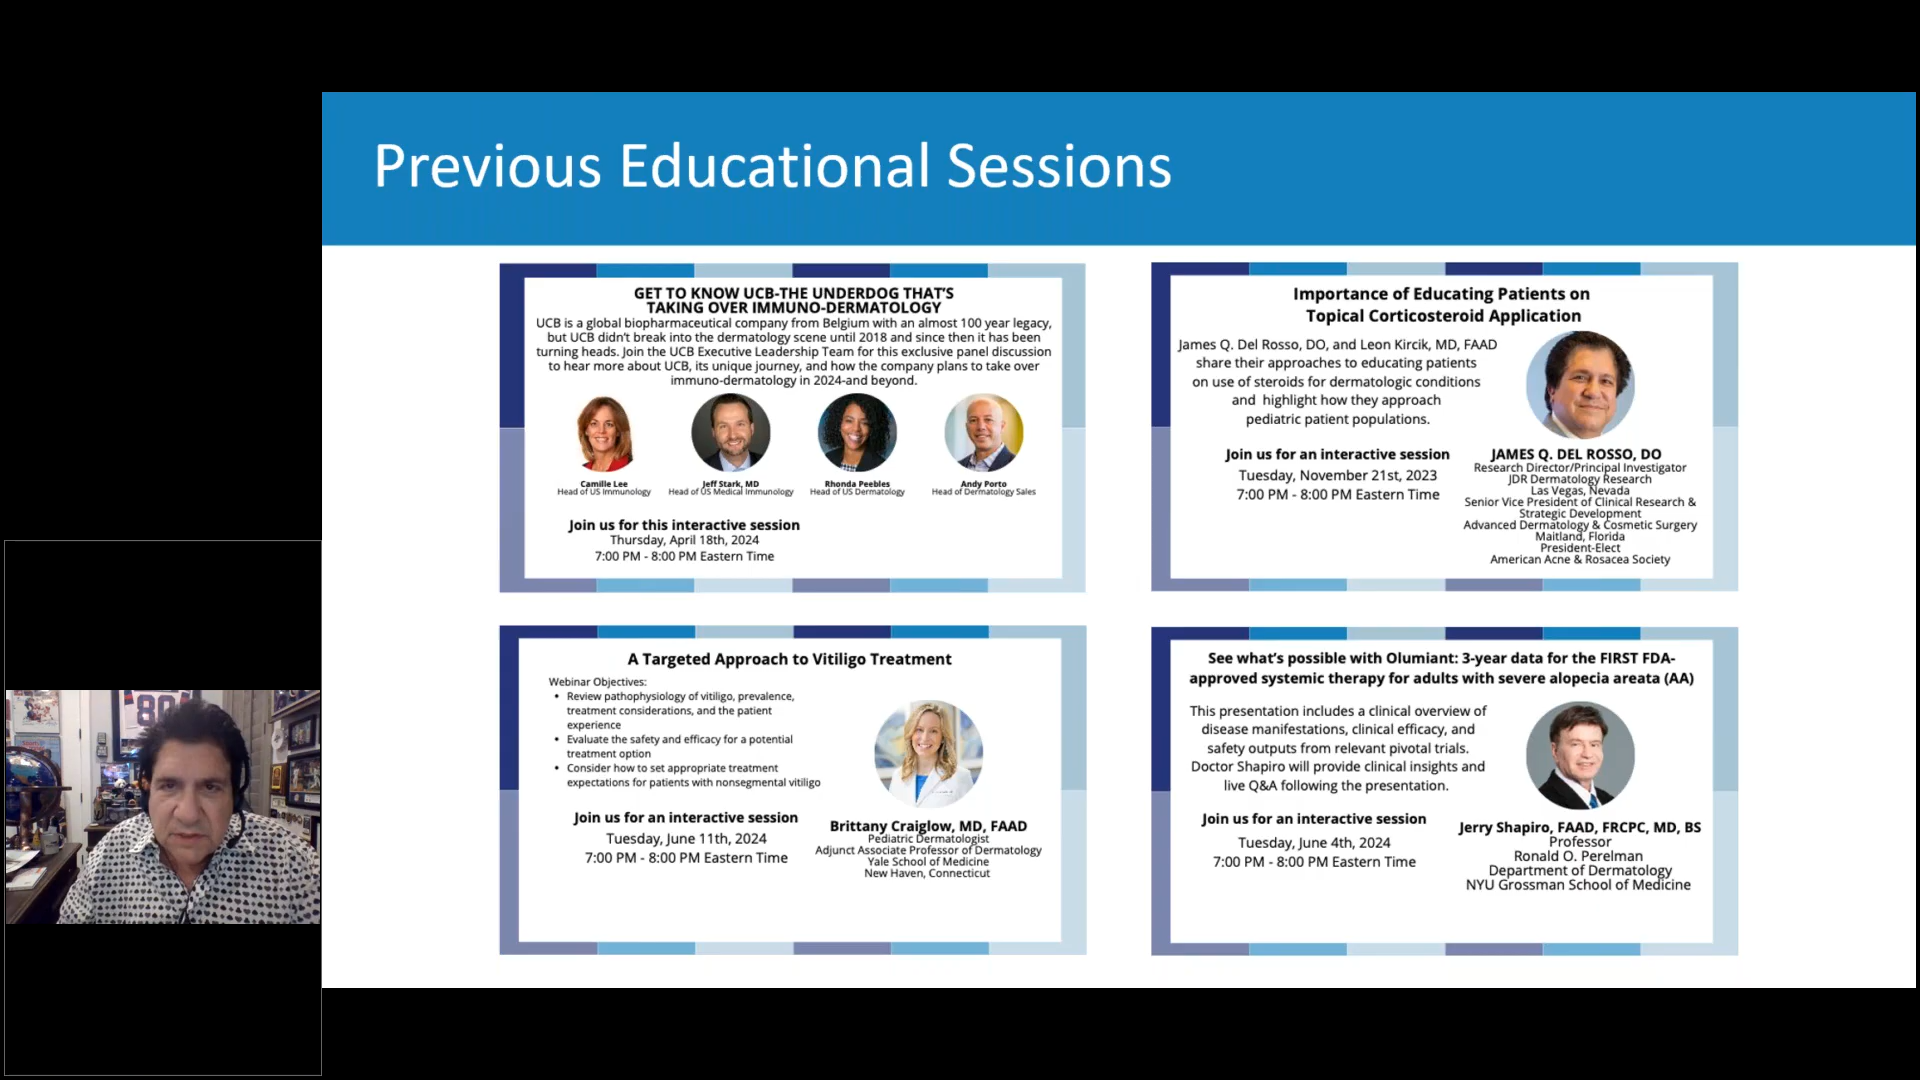 Previous Educational Sessions
GET TO KNOW UCB-THE UNDERDOG THAT'S
TAKING OVER IMMUNO-DERMATOLOGY
UCB is a global biopharmaceutical company from Belgium with an almost 100 year legacy,
but UCB didn't break into the dermatology scene until 2018 and since then it has been
turning heads. Join the UCB Executive Leadership Team for this exclusive panel discussion
to hear more about UCB, its unique journey, and how the company plans to take over
immuno-dermatology in 2024-and beyond.
Camille Lee
Head of US Immunology
Jeff Stark, MD
Head of US Medical Immunology
Rhonda Peebles
Head of US Dermatology
Andy Porto
Head of Dermatology Sales
Join us for this interactive session
Thursday, April 18th, 2024
7:00 PM - 8:00 PM Eastern Time
Importance of Educating Patients on
Topical Corticosteroid Application
James Q. Del Rosso, DO, and Leon Kircik, MD, FAAD
share their approaches to educating patients
on use of steroids for dermatologic conditions
and highlight how they approach
pediatric patient populations.
Join us for an interactive session
Tuesday, November 21st, 2023
7:00 PM - 8:00 PM Eastern Time
JAMES Q. DEL ROSSO, DO
Research Director/Principal Investigator
JDR Dermatology Research
Las Vegas, Nevada
Senior Vice President of Clinical Research &
Strategic Development
Advanced Dermatology & Cosmetic Surgery
Maitland, Florida
President-Elect
American Acne & Rosacea Society
A Targeted Approach to Vitiligo Treatment
Webinar Objectives:
• Review pathophysiology of vitiligo, prevalence,
treatment considerations, and the patient
experience
• Evaluate the safety and efficacy for a potential
treatment option
• Consider how to set appropriate treatment
expectations for patients with nonsegmental vitiligo
Join us for an interactive session
Tuesday, June 11th, 2024
7:00 PM - 8:00 PM Eastern Time
Brittany Craiglow, MD, FAAD
Pediatric Dermatologist
Adjunct Associate Professor of Dermatology
Yale School of Medicine
New Haven, Connecticut
See what's possible with Olumiant: 3-year data for the FIRST FDA-
approved systemic therapy for adults with severe alopecia areata (AA)
This presentation includes a clinical overview of
disease manifestations, clinical efficacy, and
safety outputs from relevant pivotal trials.
Doctor Shapiro will provide clinical insights and
live Q&A following the presentation.
Join us for an interactive session
Tuesday, June 4th, 2024
7:00 PM - 8:00 PM Eastern Time
Jerry Shapiro, FAAD, FRCPC, MD, BS
Professor
Ronald O. Perelman
Department of Dermatology
NYU Grossman School of Medicine
80